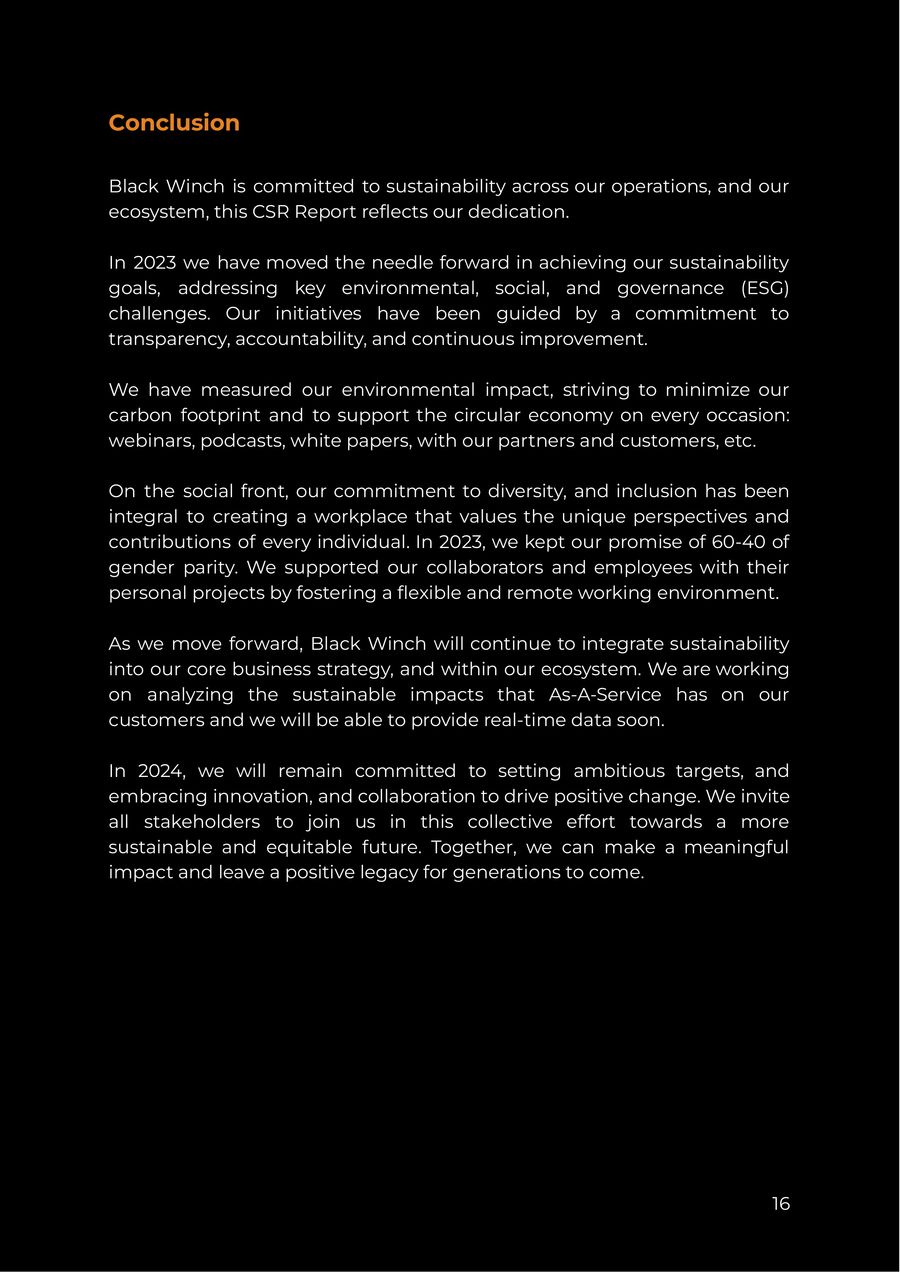 Conclusion
Black Winch is committed to sustainability across our operations, and our
ecosystem, this CSR Report reflects our dedication.
In 2023 we have moved the needle forward in achieving our sustainability
goals, addressing key environmental, social, and governance (ESG)
challenges. Our initiatives have been guided by a commitment to
transparency, accountability, and continuous improvement.
We have measured our environmental impact, striving to minimize our
carbon footprint and to support the circular economy on every occasion:
webinars, podcasts, white papers, with our partners and customers, etc.
On the social front, our commitment to diversity, and inclusion has been
integral to creating a workplace that values the unique perspectives and
contributions of every individual. In 2023, we kept our promise of 60-40 of
gender parity. We supported our collaborators and employees with their
personal projects by fostering a flexible and remote working environment.
As we move forward, Black Winch will continue to integrate sustainability
into our core business strategy, and within our ecosystem. We are working
on analyzing the sustainable impacts that As-A-Service has on our
customers and we will be able to provide real-time data soon.
In 2024, we will remain committed to setting ambitious targets, and
embracing innovation, and collaboration to drive positive change. We invite
all stakeholders to join us in this collective effort towards a more
sustainable and equitable future. Together, we can make a meaningful
impact and leave a positive legacy for generations to come.
16